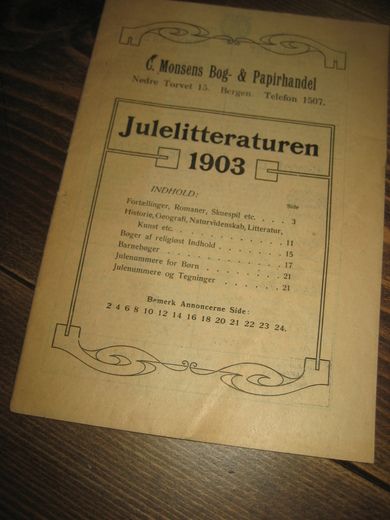 C. Monsens Bog- & Papirhandel
Nedre Torvet 15. Bergen. Telefon 1507.
Julelitteraturen
1903
INDHOLD:
Side
Fortællinger, Romaner, Skuespil etc. . . . . 3
Historie, Geografi, Naturvidenskab, Litteratur,
Kunst etc. . . . . . . . . . . 11
Bøger af religiøst Indhold . . . . . . . 15
Barnebøger . . . . . . . . . . . 17
Julenummere for Børn . . . . . . . . 21
Julenummere og Tegninger . . . . . . . 21
Bemerk Annoncerne Side:
2 4 6 8 10 12 14 16 18 20 21 22 23 24.